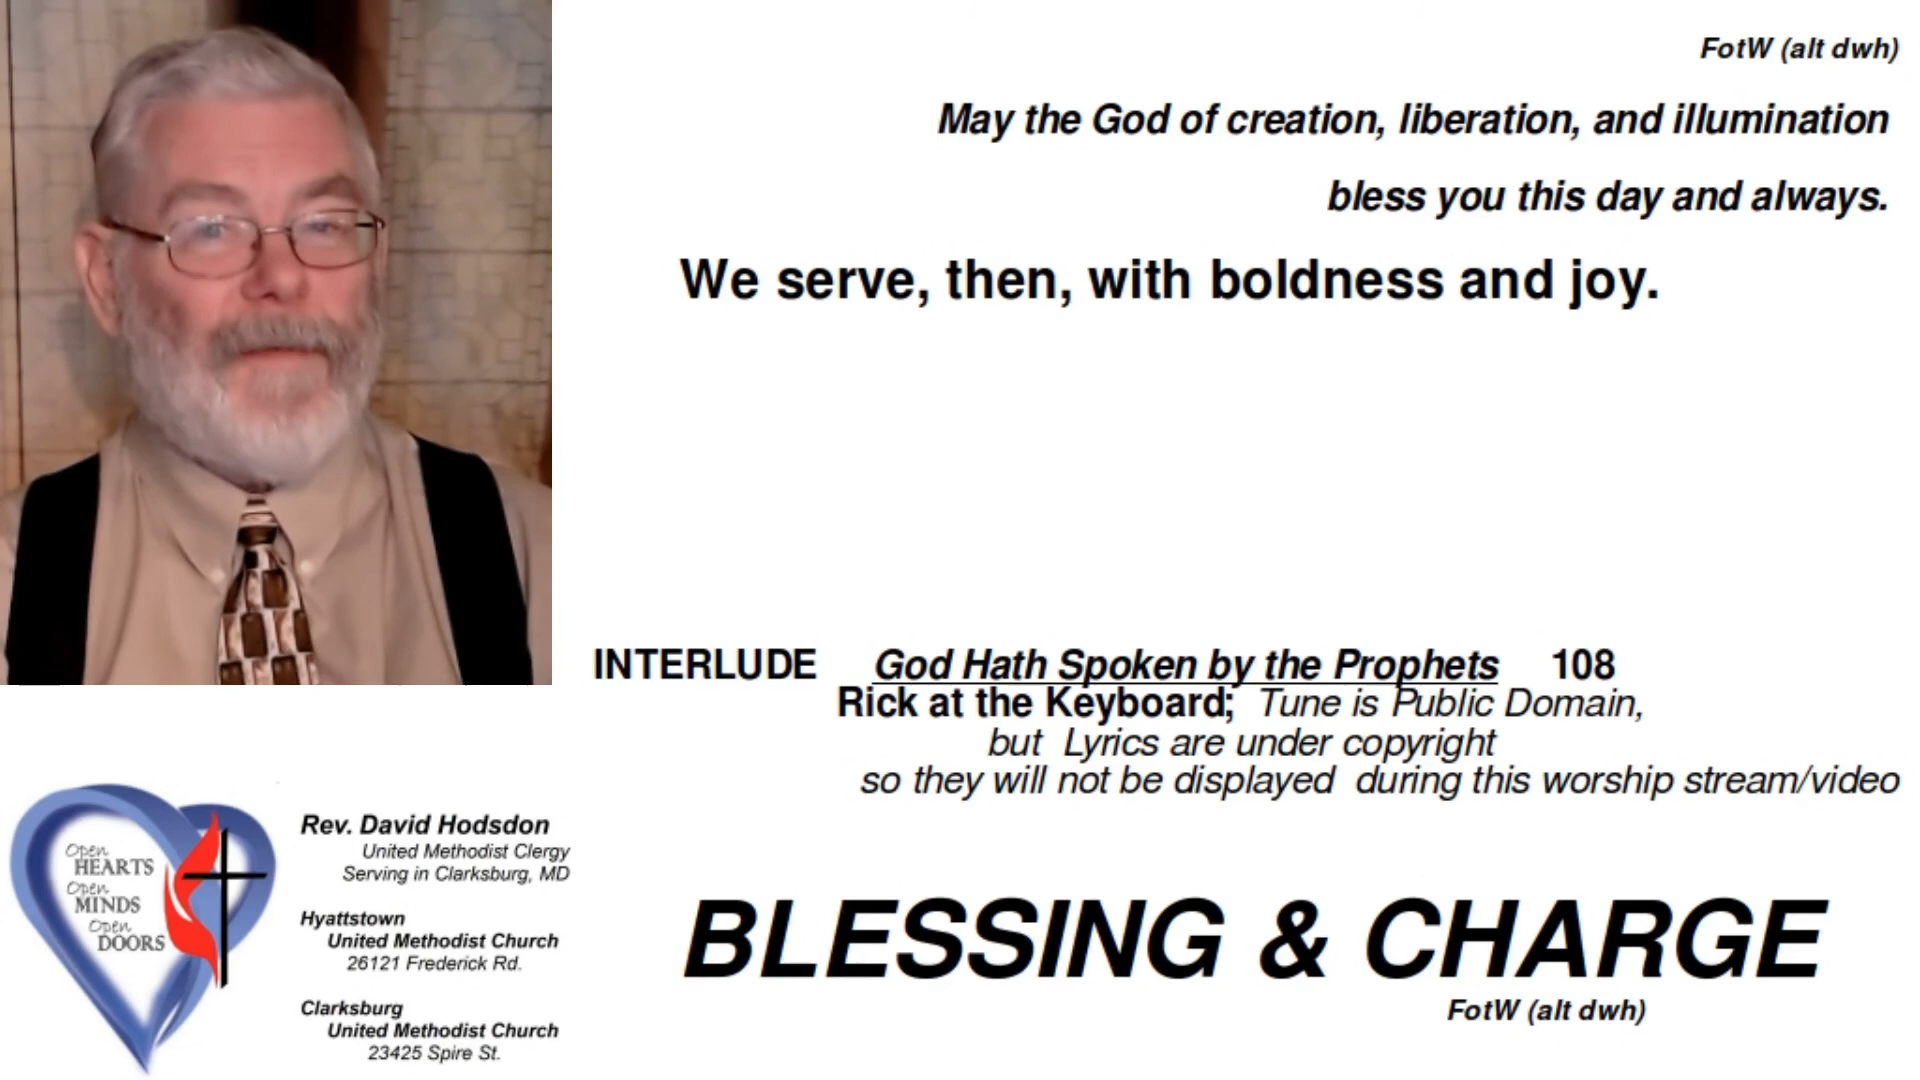 FotW (alt dwh)
May the God of creation, liberation, and illumination
bless you this day and always.
We serve, then, with boldness and joy.
INTERLUDE God Hath Spoken by the Prophets 108
Rick at the Keyboard; Tune is Public Domain,
but Lyrics are under copyright
so they will not be displayed during this worship stream/video
Open
HEARTS
Open
MINDS
Open
DOORS
Rev. David Hodsdon
United Methodist Clergy
Serving in Clarksburg, MD
Hyattstown
United Methodist Church
26121 Frederick Rd.
Clarksburg
United Methodist Church
23425 Spire St.
BLESSING & CHARGE
FotW (alt dwh)